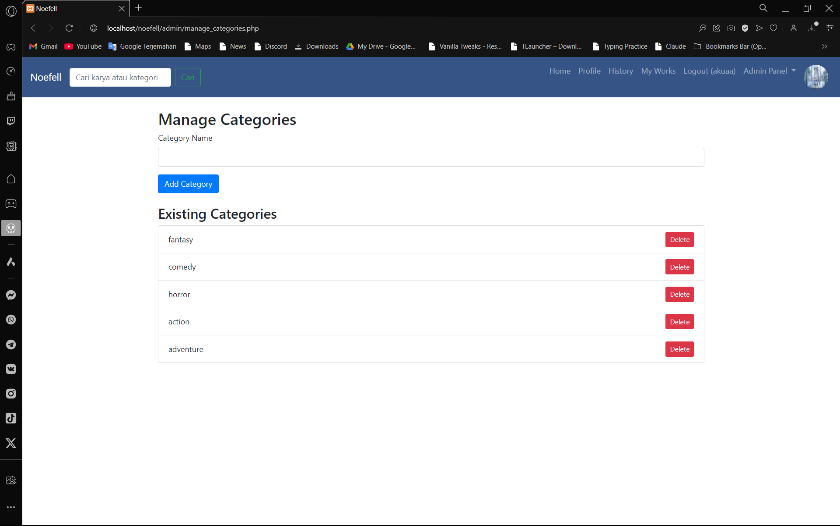 Noefell
localhost/noefell/admin/manage_categories.php
Gmail YouTube Google Terjemahan Maps News Discord Downloads My Drive - Google... Vanilla Tweaks - Res... TLauncher — Downl... Typing Practice Claude Bookmarks Bar (Op...
Noefell Cari karya atau kategori Cari Home Profile History My Works Logout (akuaa) Admin Panel
Manage Categories
Category Name
Add Category
Existing Categories
fantasy Delete
comedy Delete
horror Delete
action Delete
adventure Delete